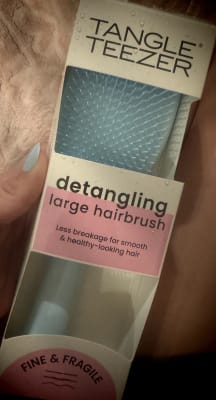 TANGLE
TEEZER®
detangling
large hairbrush
Less breakage for smooth
& healthy-looking hair
FINE & FRAGILE